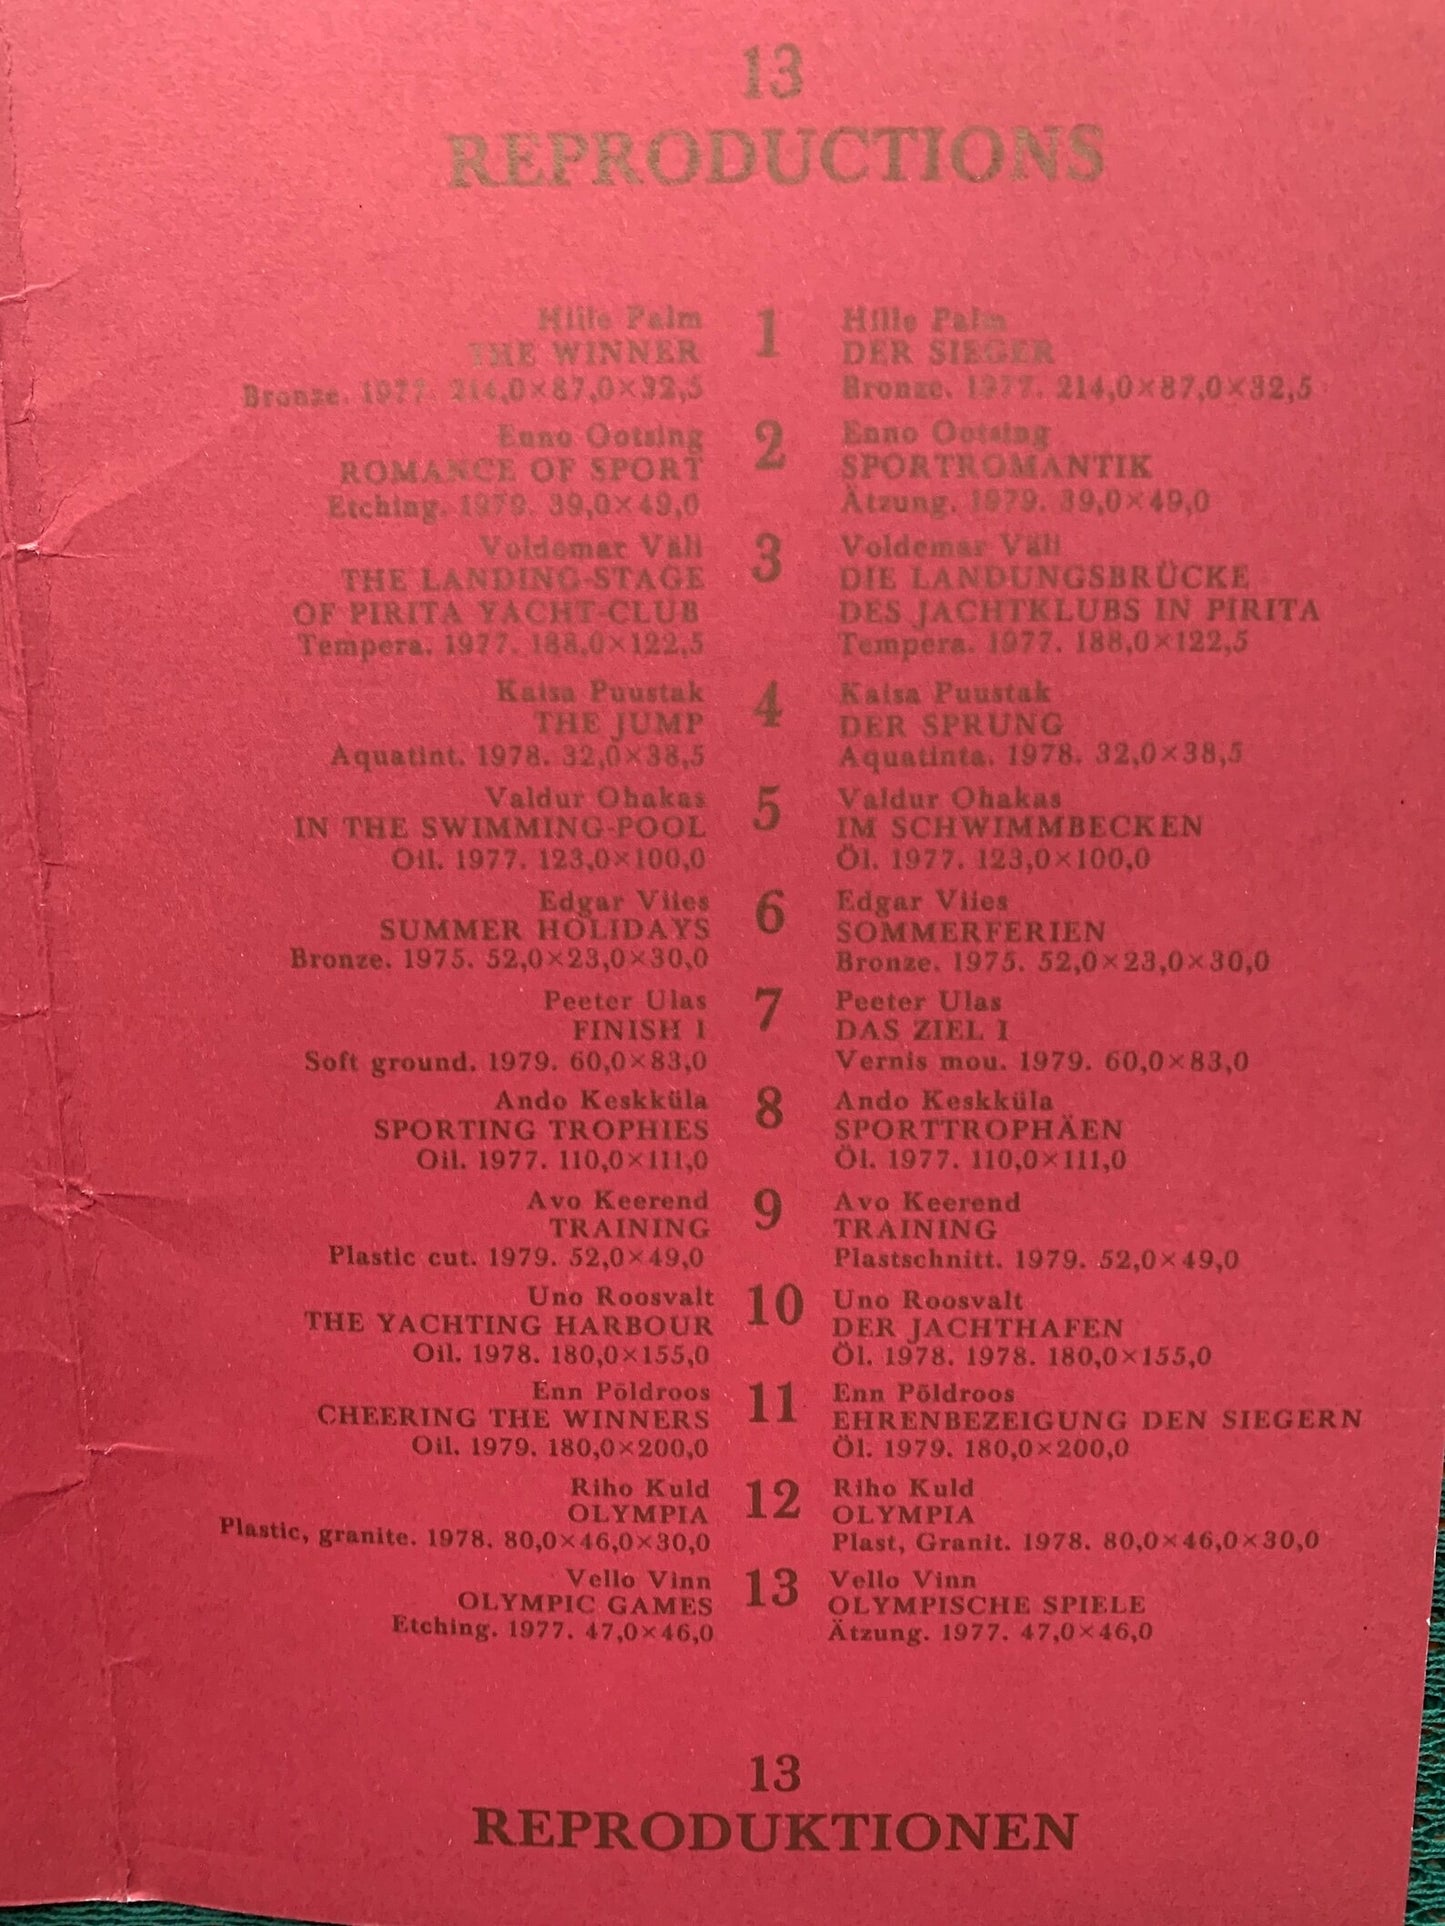 13
REPRODUCTIONS
Hille Palm
THE WINNER
Bronze. 1977. 214,0×87,0×32,5
1
Hille Palm
DER SIEGER
Bronze. 1977. 214,0×87,0×32,5
Enno Ootsing
ROMANCE OF SPORT
Etching. 1979. 39,0×49,0
2
Enno Ootsing
SPORTROMANTIK
Ätzung. 1979. 39,0×49,0
Voldemar Väli
THE LANDING-STAGE
OF PIRITA YACHT-CLUB
Tempera. 1977. 188,0×122,5
3
Voldemar Väli
DIE LANDUNGSBRÜCKE
DES JACHTKLUBS IN PIRITA
Tempera. 1977. 188,0×122,5
Kaisa Puustak
THE JUMP
Aquatint. 1978. 32,0×38,5
4
Kaisa Puustak
DER SPRUNG
Aquatinta. 1978. 32,0×38,5
Valdur Ohakas
IN THE SWIMMING-POOL
Oil. 1977. 123,0×100,0
5
Valdur Ohakas
IM SCHWIMMBECKEN
Öl. 1977. 123,0×100,0
Edgar Viies
SUMMER HOLIDAYS
Bronze. 1975. 52,0×23,0×30,0
6
Edgar Viies
SOMMERFERIEN
Bronze. 1975. 52,0×23,0×30,0
Peeter Ulas
FINISH I
Soft ground. 1979. 60,0×83,0
7
Peeter Ulas
DAS ZIEL I
Vernis mou. 1979. 60,0×83,0
Ando Keskküla
SPORTING TROPHIES
Oil. 1977. 110,0×111,0
8
Ando Keskküla
SPORTTROPHÄEN
Öl. 1977. 110,0×111,0
Avo Keerend
TRAINING
Plastic cut. 1979. 52,0×49,0
9
Avo Keerend
TRAINING
Plastschnitt. 1979. 52,0×49,0
Uno Roosvalt
THE YACHTING HARBOUR
Oil. 1978. 180,0×155,0
10
Uno Roosvalt
DER JACHTHAFEN
Öl. 1978. 1978. 180,0×155,0
Enn Põldroos
CHEERING THE WINNERS
Oil. 1979. 180,0×200,0
11
Enn Põldroos
EHRENBEZEIGUNG DEN SIEGERN
Öl. 1979. 180,0×200,0
Riho Kuld
OLYMPIA
Plastic, granite. 1978. 80,0×46,0×30,0
12
Riho Kuld
OLYMPIA
Plast, Granit. 1978. 80,0×46,0×30,0
Vello Vinn
OLYMPIC GAMES
Etching. 1977. 47,0×46,0
13
Vello Vinn
OLYMPISCHE SPIELE
Ätzung. 1977. 47,0×46,0
13
REPRODUKTIONEN